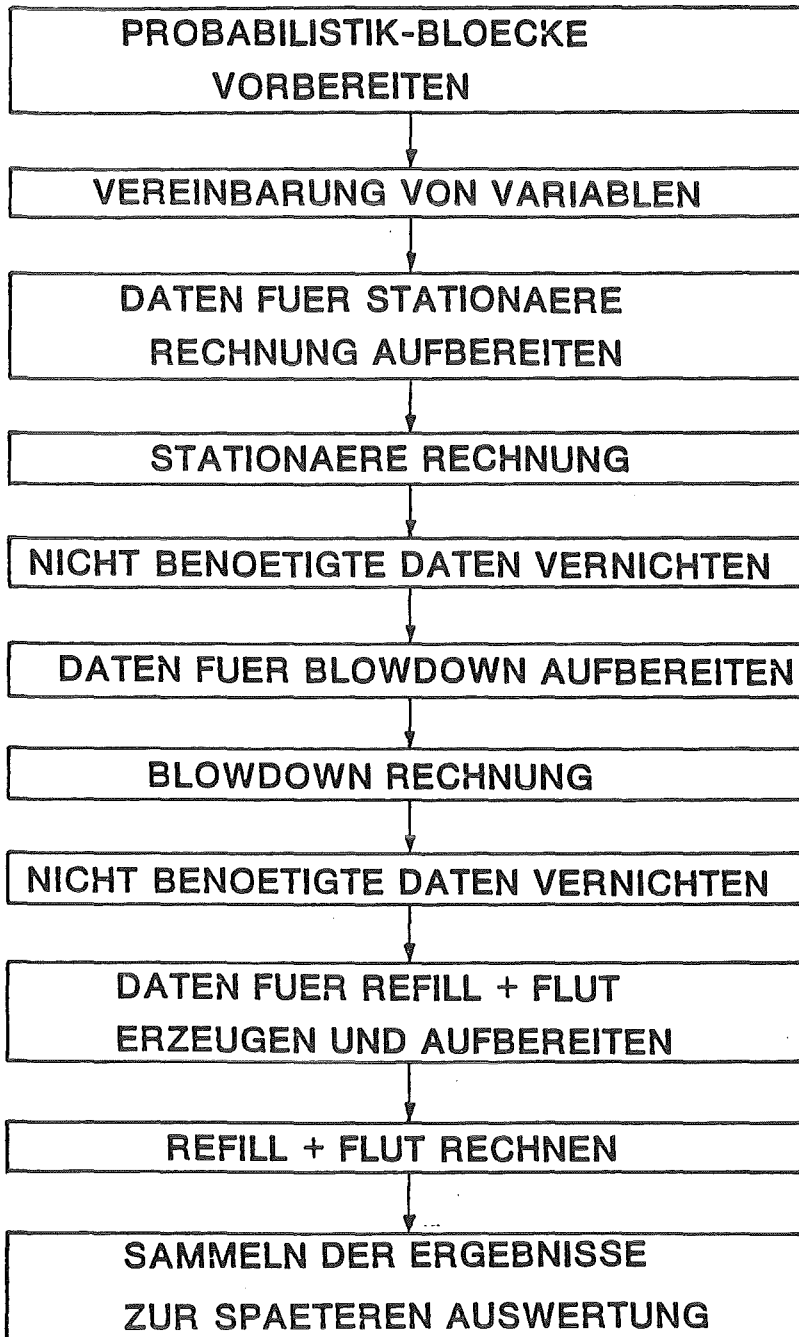 PROBABILISTIK-BLOECKE
VORBEREITEN
VEREINBARUNG VON VARIABLEN
DATEN FUER STATIONAERE
RECHNUNG AUFBEREITEN
STATIONAERE RECHNUNG
NICHT BENOETIGTE DATEN VERNICHTEN
DATEN FUER BLOWDOWN AUFBEREITEN
BLOWDOWN RECHNUNG
NICHT BENOETIGTE DATEN VERNICHTEN
DATEN FUER REFILL + FLUT
ERZEUGEN UND AUFBEREITEN
REFILL + FLUT RECHNEN
SAMMELN DER ERGEBNISSE
ZUR SPAETEREN AUSWERTUNG